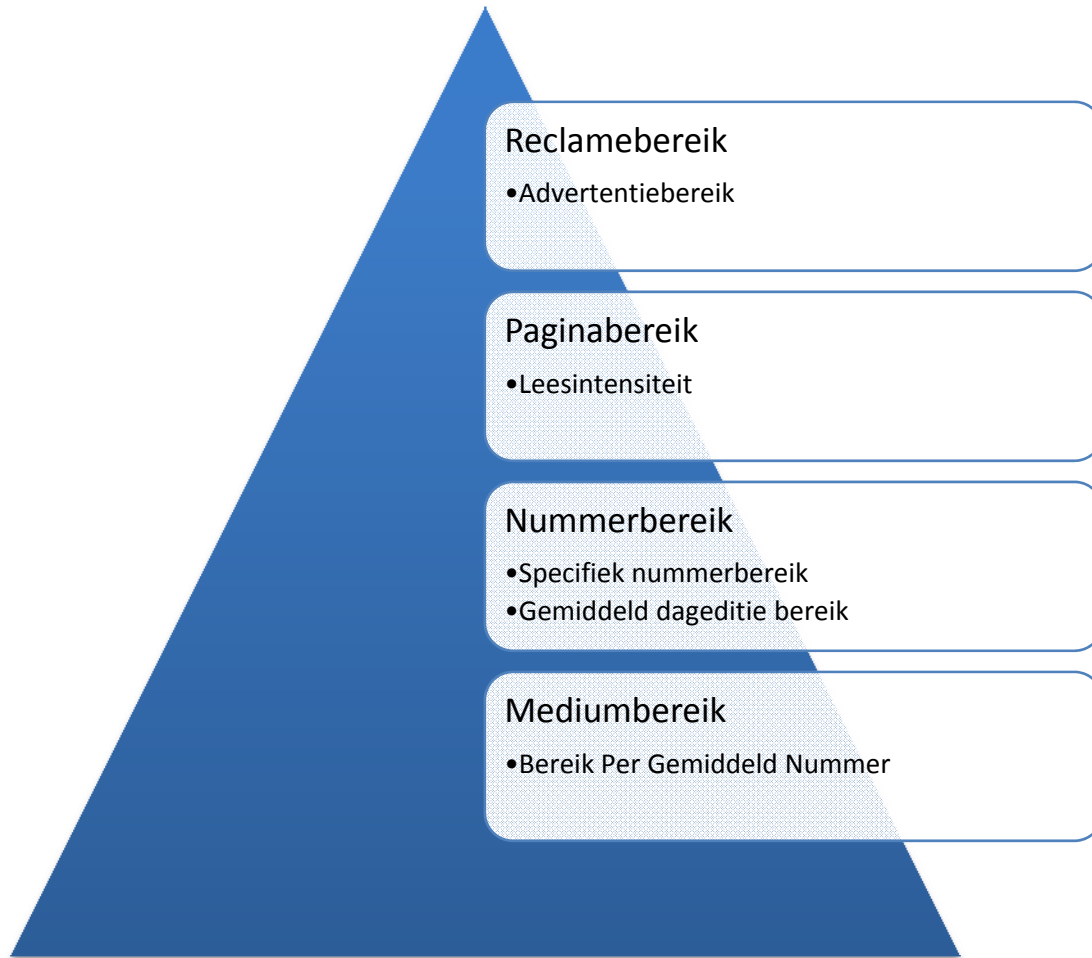 Reclamebereik
•Advertentiebereik
Paginabereik
•Leesintensiteit
Nummerbereik
•Specifiek nummerbereik
•Gemiddeld dageditie bereik
Mediumbereik
•Bereik Per Gemiddeld Nummer